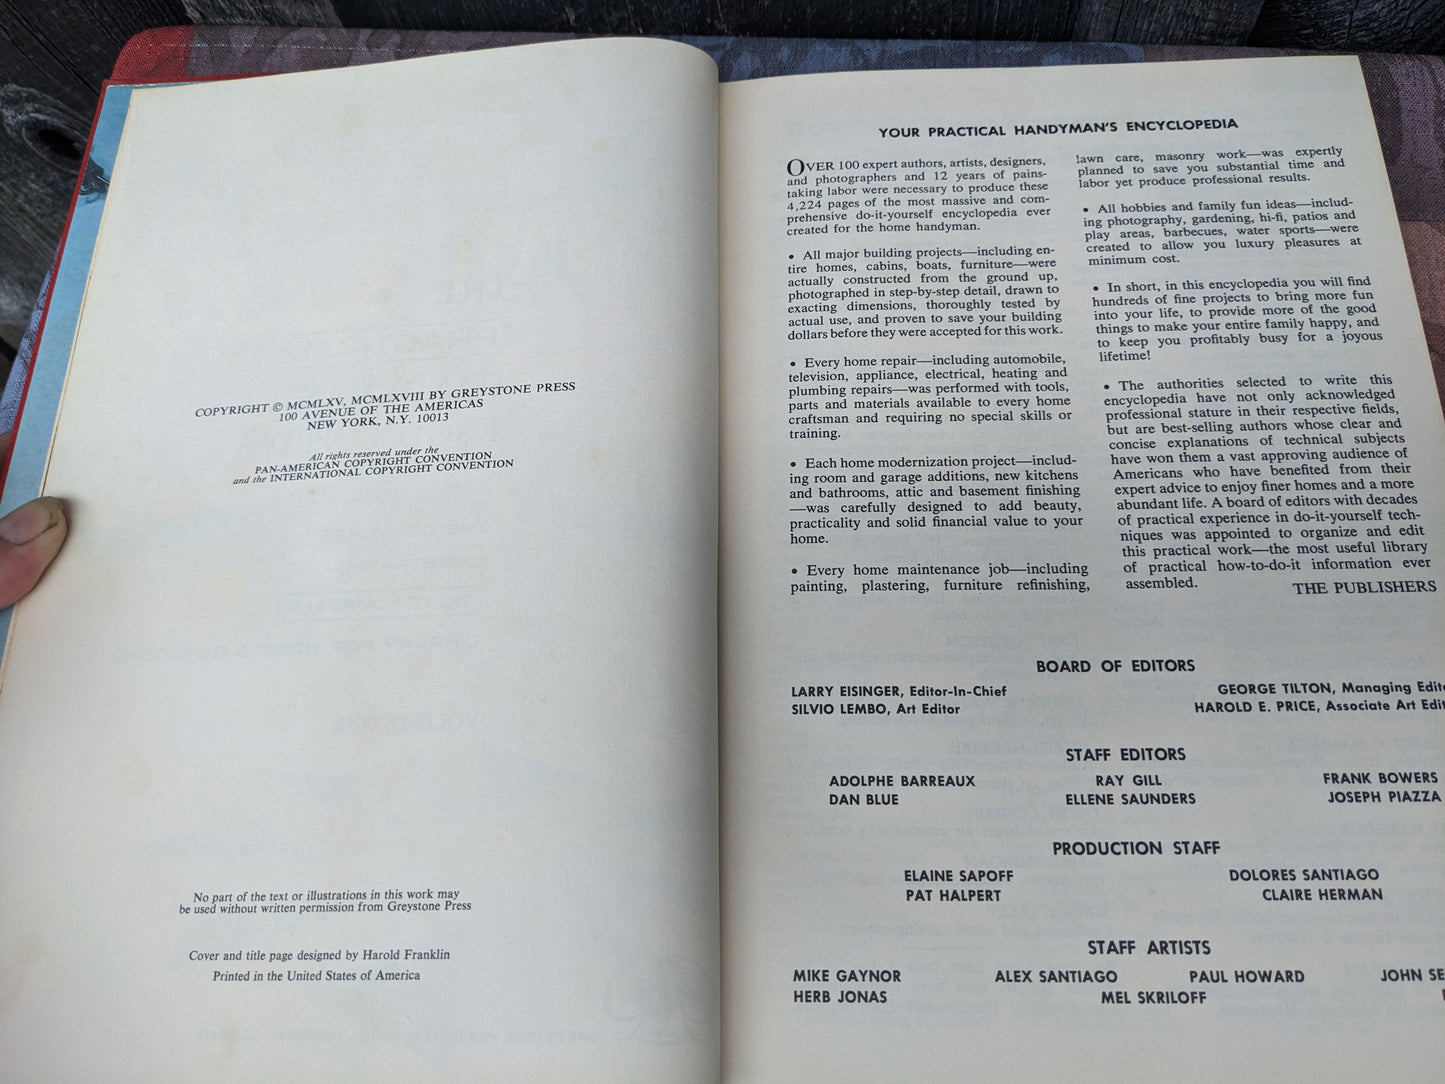 COPYRIGHT © MCMLXV, MCMLXVIII BY GREYSTONE PRESS
100 AVENUE OF THE AMERICAS
NEW YORK, N.Y. 10013
All rights reserved under the
PAN-AMERICAN COPYRIGHT CONVENTION
and the INTERNATIONAL COPYRIGHT CONVENTION
No part of the text or illustrations in this work may
be used without written permission from Greystone Press
Cover and title page designed by Harold Franklin
Printed in the United States of America
YOUR PRACTICAL HANDYMAN'S ENCYCLOPEDIA
OVER 100 expert authors, artists, designers,
and photographers and 12 years of pains-
taking labor were necessary to produce these
4,224 pages of the most massive and com-
prehensive do-it-yourself encyclopedia ever
created for the home handyman.
• All major building projects—including en-
tire homes, cabins, boats, furniture—were
actually constructed from the ground up,
photographed in step-by-step detail, drawn to
exacting dimensions, thoroughly tested by
actual use, and proven to save your building
dollars before they were accepted for this work.
• Every home repair—including automobile,
television, appliance, electrical, heating and
plumbing repairs—was performed with tools,
parts and materials available to every home
craftsman and requiring no special skills or
training.
• Each home modernization project—includ-
ing room and garage additions, new kitchens
and bathrooms, attic and basement finishing
—was carefully designed to add beauty,
practicality and solid financial value to your
home.
• Every home maintenance job—including
painting, plastering, furniture refinishing,
lawn care, masonry work—was expertly
planned to save you substantial time and
labor yet produce professional results.
• All hobbies and family fun ideas—includ-
ing photography, gardening, hi-fi, patios and
play areas, barbecues, water sports—were
created to allow you luxury pleasures at
minimum cost.
• In short, in this encyclopedia you will find
hundreds of fine projects to bring more fun
into your life, to provide more of the good
things to make your entire family happy, and
to keep you profitably busy for a joyous
lifetime!
• The authorities selected to write this
encyclopedia have not only acknowledged
professional stature in their respective fields,
but are best-selling authors whose clear and
concise explanations of technical subjects
have won them a vast approving audience of
Americans who have benefited from their
expert advice to enjoy finer homes and a more
abundant life. A board of editors with decades
of practical experience in do-it-yourself tech-
niques was appointed to organize and edit
this practical work—the most useful library
of practical how-to-do-it information ever
assembled.
THE PUBLISHERS
BOARD OF EDITORS
LARRY EISINGER, Editor-In-Chief GEORGE TILTON, Managing Edit
SILVIO LEMBO, Art Editor HAROLD E. PRICE, Associate Art Edit
STAFF EDITORS
ADOLPHE BARREAUX RAY GILL FRANK BOWERS
DAN BLUE ELLENE SAUNDERS JOSEPH PIAZZA
PRODUCTION STAFF
ELAINE SAPOFF DOLORES SANTIAGO
PAT HALPERT CLAIRE HERMAN
STAFF ARTISTS
MIKE GAYNOR ALEX SANTIAGO PAUL HOWARD JOHN SE
HERB JONAS MEL SKRILOFF